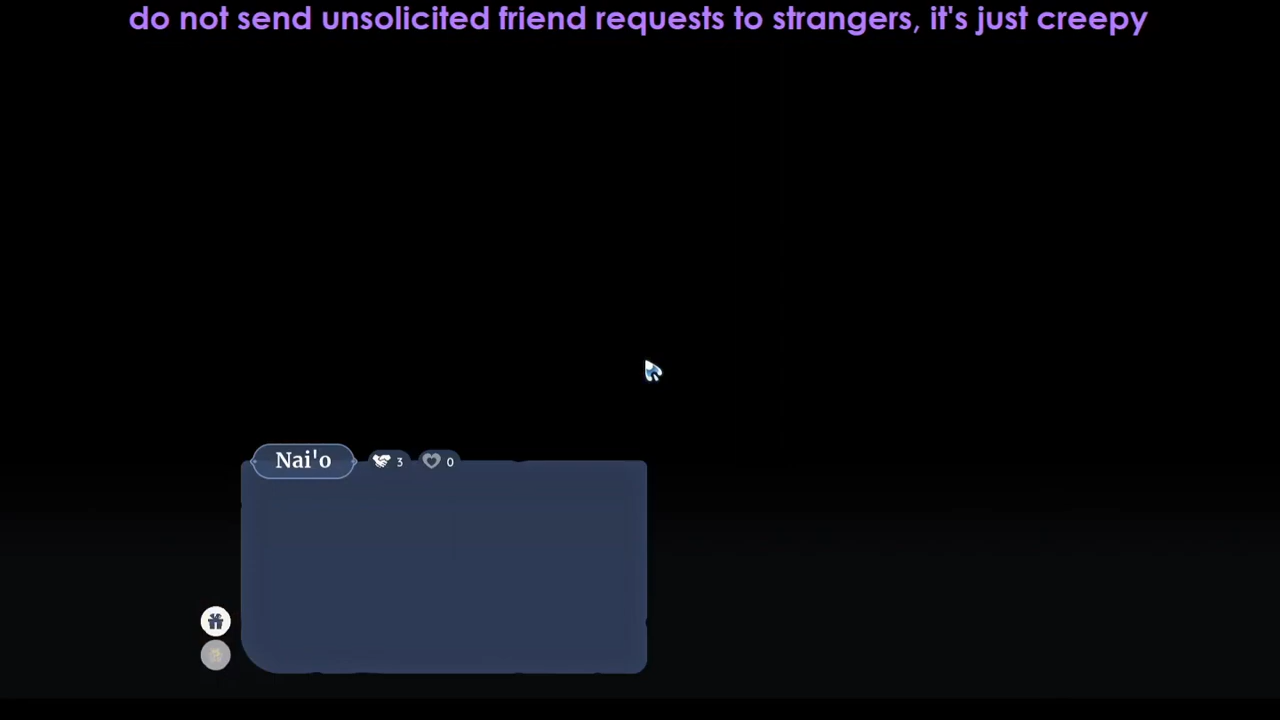 do not send unsolicited friend requests to strangers, it's just creepy
Nai'o
3
0